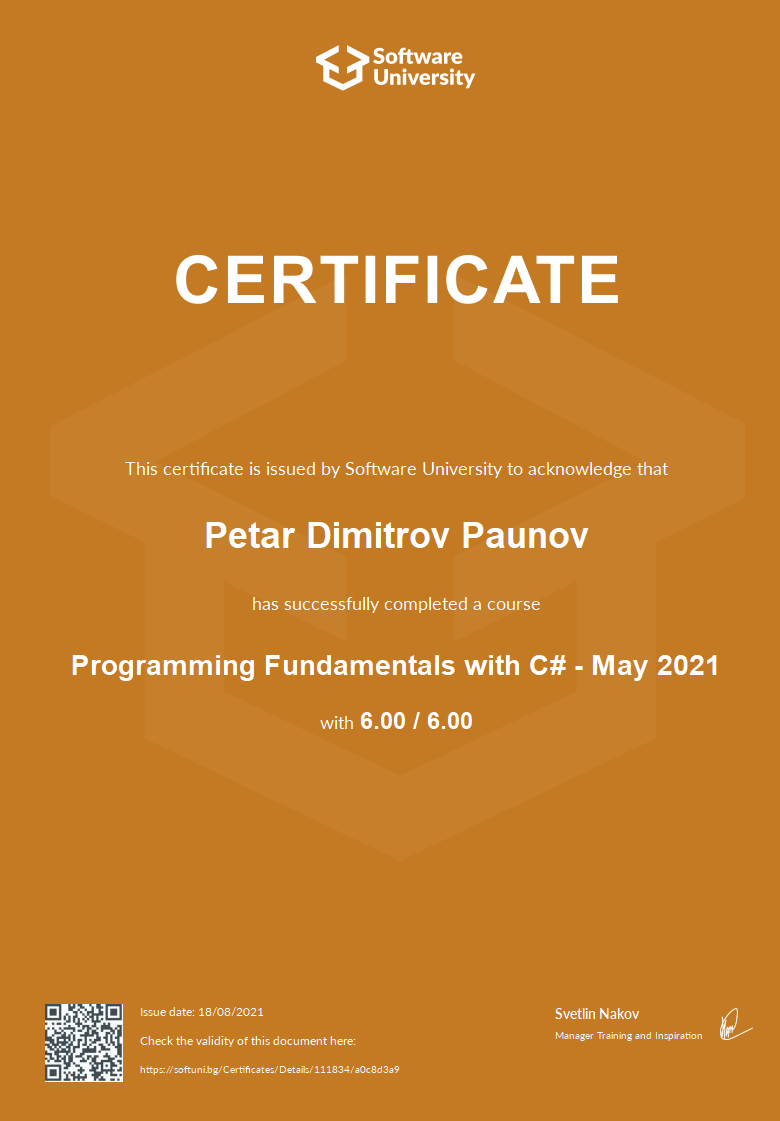 Software
University
CERTIFICATE
This certificate is issued by Software University to acknowledge that
Petar Dimitrov Paunov
has successfully completed a course
Programming Fundamentals with C# - May 2021
with 6.00 / 6.00
Issue date: 18/08/2021
Check the validity of this document here:
https://softuni.bg/Certificates/Details/111834/a0c8d3a9
Svetlin Nakov
Manager Training and Inspiration